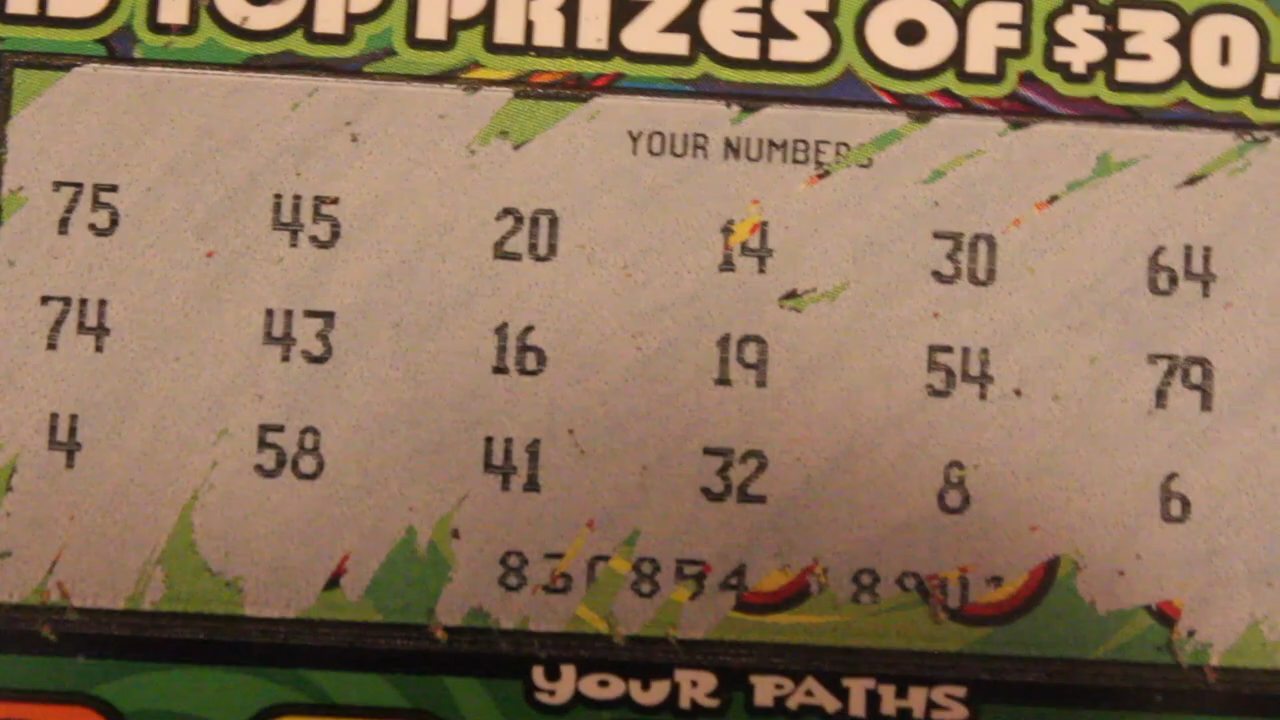 TOP PRIZES OF $30,
YOUR NUMBERS
75 45 20 14 30 64
74 43 16 19 54 79
4 58 41 32 8 6
YOUR PATHS